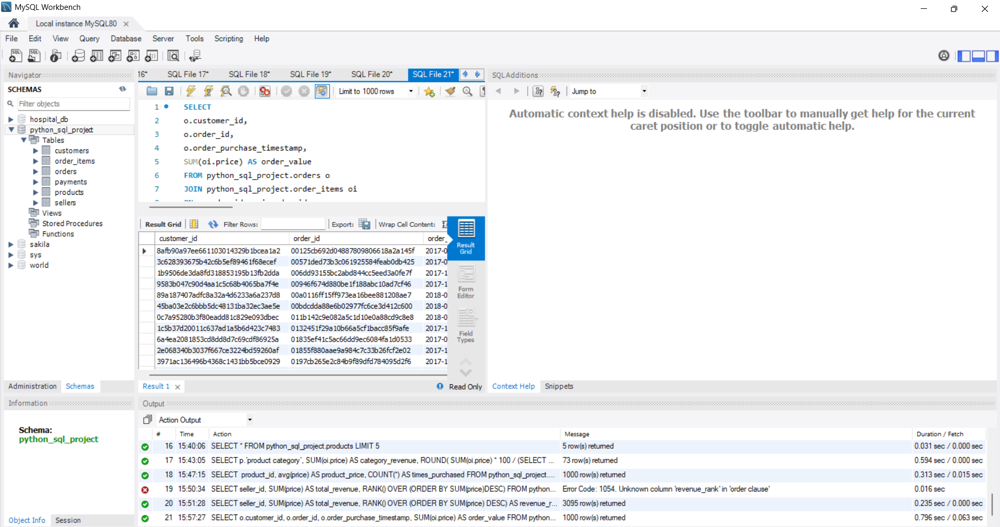 MySQL Workbench
Local instance MySQL80
File Edit View Query Database Server Tools Scripting Help
Navigator
SCHEMAS
Filter objects
hospital_db
python_sql_project
Tables
customers
order_items
orders
payments
products
sellers
Views
Stored Procedures
Functions
sakila
sys
world
Administration Schemas
Information
Schema:
python_sql_project
Object Info Session
16* SQL File 17* SQL File 18* SQL File 19* SQL File 20* SQL File 21*
Limit to 1000 rows
1 SELECT
2 o.customer_id,
3 o.order_id,
4 o.order_purchase_timestamp,
5 SUM(oi.price) AS order_value
6 FROM python_sql_project.orders o
7 JOIN python_sql_project.order_items oi
Result Grid Filter Rows: Export: Wrap Cell Content:
customer_id order_id order_
8afb90a97ee661103014329b1bcea1a2 00125cb692d04887809806618a2a145f 2017-0
3c628393675b42c6b5ef89461f68ecef 00571ded73b3c061925584feab0db425 2017-0
1b9506de3da8fd318853195b13fb2dda 006dd93155bc2abd844cc5eed3a0fe7f 2017-1
9583b047c90d4aa1c5c68b4065ba7f4e 00946f674d880be1f188abc10ad7cf46 2017-1
89a187407adfc8a32a4d6233a6a237d8 00a0116ff15ff973ea16bee881208ae7 2018-0
45ba03e2c6bbb5dc48131ba32ec3ae5e 00bdcdda88e6b02977fc6ce3d412c600 2018-0
0c7a95280b3f80eadd81c829e093dbec 011b142c9e082a5c1d10e0a88cd9c8e8 2018-0
1c5b37d20011c637ad1a5b6d423c7483 0132451f29a10b66a5cf1bacc85f9afe 2017-1
6a4ea2081853cd8dd8d7c69cdf86925a 01835ef41c5ac66dd9ec6084fa1d0533 2017-0
2e068340b3037f667ce3224bd59260af 01855f880aae9a984c7c33b26fcf2e02 2017-1
3971ac136496b4368c1431bb5bce0929 0197cb265e2c84b9f89dfd784095d2f6 2017-1
Result
Grid
Form
Editor
Field
Types
Result 1 Read Only
SQLAdditions
Jump to
Automatic context help is disabled. Use the toolbar to manually get help for the current
caret position or to toggle automatic help.
Context Help Snippets
Output
Action Output
# Time Action Message Duration / Fetch
16 15:40:06 SELECT * FROM python_sql_project.products LIMIT 5 5 row(s) returned 0.031 sec / 0.000 sec
17 15:43:05 SELECT p.`product category`, SUM(oi.price) AS category_revenue, ROUND( SUM(oi.price) * 100 / (SELECT ... 73 row(s) returned 0.594 sec / 0.000 sec
18 15:47:15 SELECT product_id, avg(price) AS product_price, COUNT(*) AS times_purchased FROM python_sql_project.... 1000 row(s) returned 0.313 sec / 0.015 sec
19 15:50:34 SELECT seller_id, SUM(price) AS total_revenue, RANK() OVER (ORDER BY SUM(price)DESC) FROM python... Error Code: 1054. Unknown column 'revenue_rank' in 'order clause' 0.016 sec
20 15:51:28 SELECT seller_id, SUM(price) AS total_revenue, RANK() OVER (ORDER BY SUM(price) DESC) AS revenue_r... 3095 row(s) returned 0.235 sec / 0.000 sec
21 15:57:27 SELECT o.customer_id, o.order_id, o.order_purchase_timestamp, SUM(oi.price) AS order_value FROM python... 1000 row(s) returned 0.796 sec / 0.063 sec